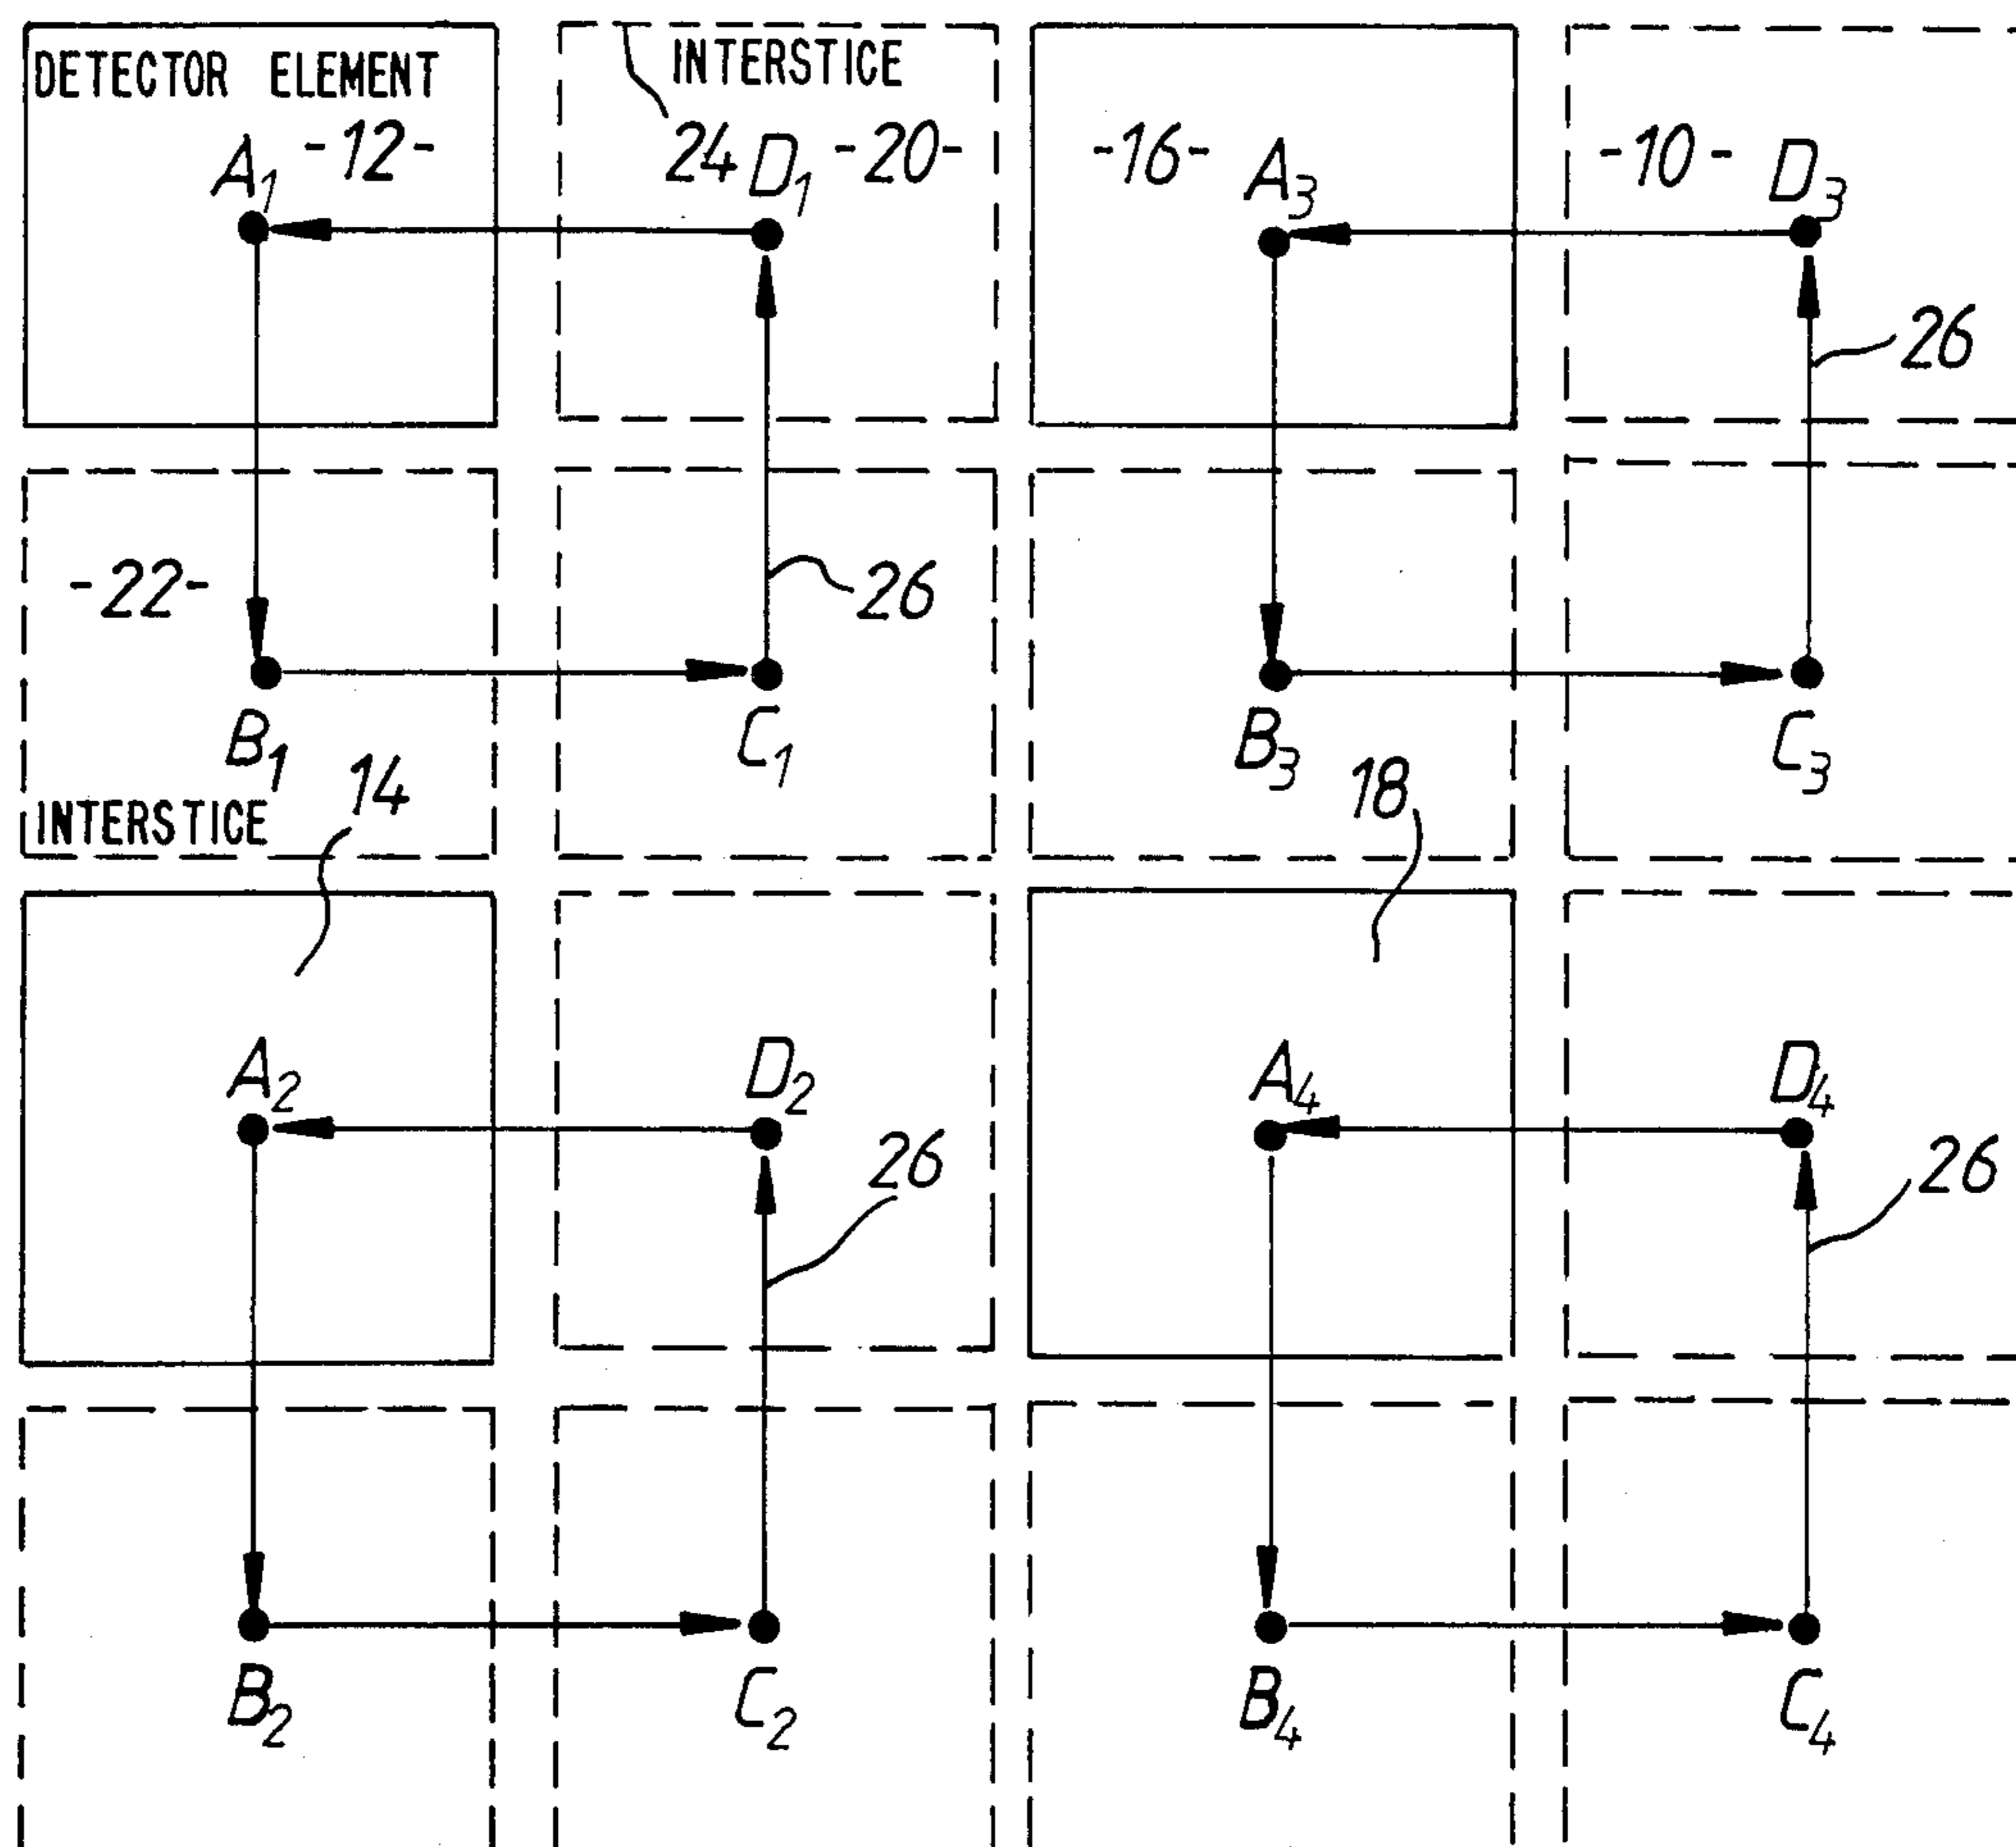 DETECTOR ELEMENT
INTERSTICE
A1 -12-
24 D1 -20-
-16- A3
-10- D3
26
-22-
26
B1
C1
B3
C3
INTERSTICE
14
18
A2
D2
A4
D4
26
26
B2
C2
B4
C4